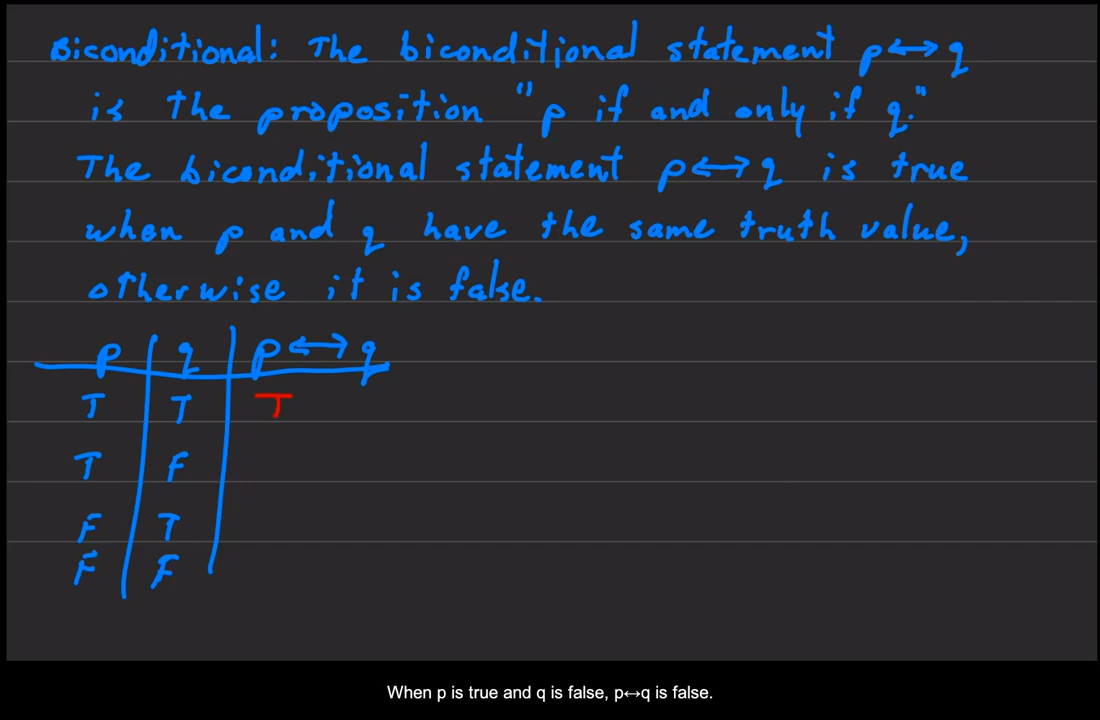 Biconditional: The biconditional statement p↔q
is the proposition "p if and only if q."
The biconditional statement p↔q is true
when p and q have the same truth value,
otherwise it is false.
p q p↔q
T T T
T F
F T
F F
When p is true and q is false, p↔q is false.